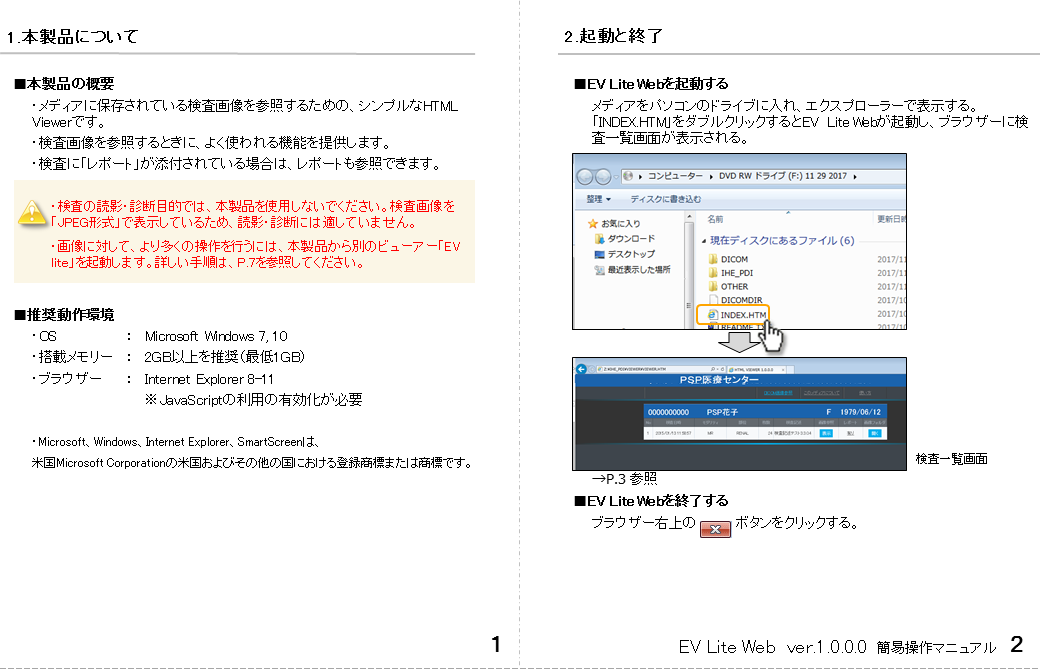 1.本製品について
■本製品の概要
・メディアに保存されている検査画像を参照するための、シンプルなHTML
Viewerです。
・検査画像を参照するときに、よく使われる機能を提供します。
・検査に「レポート」が添付されている場合は、レポートも参照できます。
・検査の読影・診断目的では、本製品を使用しないでください。検査画像を
「JPEG形式」で表示しているため、読影・診断には適していません。
・画像に対して、より多くの操作を行うには、本製品から別のビューアー「EV
lite」を起動します。詳しい手順は、P.7を参照してください。
■推奨動作環境
・OS : Microsoft Windows 7, 10
・搭載メモリー : 2GB以上を推奨（最低1GB）
・ブラウザー : Internet Explorer 8-11
※JavaScriptの利用の有効化が必要
・Microsoft、Windows、Internet Explorer、SmartScreenは、
米国Microsoft Corporationの米国およびその他の国における登録商標または商標です。
1
2.起動と終了
■EV Lite Webを起動する
メディアをパソコンのドライブに入れ、エクスプローラーで表示する。
「INDEX.HTM」をダブルクリックするとEV Lite Webが起動し、ブラウザーに検
査一覧画面が表示される。
コンピューター DVD RW ドライブ (F:) 11 29 2017
整理 ディスクに書き込む
お気に入り
ダウンロード
デスクトップ
最近表示した場所
名前 更新日時
現在ディスクにあるファイル (6)
DICOM 2017/11
IHE_PDI 2017/11
OTHER 2017/11
DICOMDIR 2017/10
INDEX.HTM 2017/10
README.T 2017/10
HTML VIEWER 1.0.0.0
PSP医療センター
0000000000 PSP花子 F 1979/06/12
MR RENAL
検査一覧画面
→P.3 参照
■EV Lite Webを終了する
ブラウザー右上の ボタンをクリックする。
EV Lite Web ver.1.0.0.0 簡易操作マニュアル 2